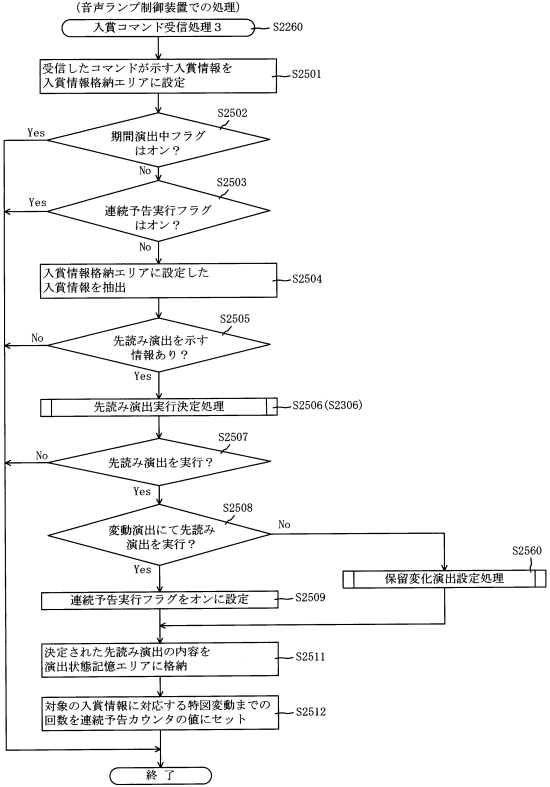 （音声ランプ制御装置での処理）
入賞コマンド受信処理３
S2260
受信したコマンドが示す入賞情報を
入賞情報格納エリアに設定
S2501
S2502
期間演出中フラグ
はオン？
Yes
No
S2503
連続予告実行フラグ
はオン？
Yes
No
入賞情報格納エリアに設定した
入賞情報を抽出
S2504
S2505
先読み演出を示す
情報あり？
No
Yes
先読み演出実行決定処理
S2506(S2306)
S2507
先読み演出を実行？
No
Yes
S2508
変動演出にて先読み
演出を実行？
No
Yes
S2560
保留変化演出設定処理
連続予告実行フラグをオンに設定
S2509
決定された先読み演出の内容を
演出状態記憶エリアに格納
S2511
対象の入賞情報に対応する特図変動までの
回数を連続予告カウンタの値にセット
S2512
終了